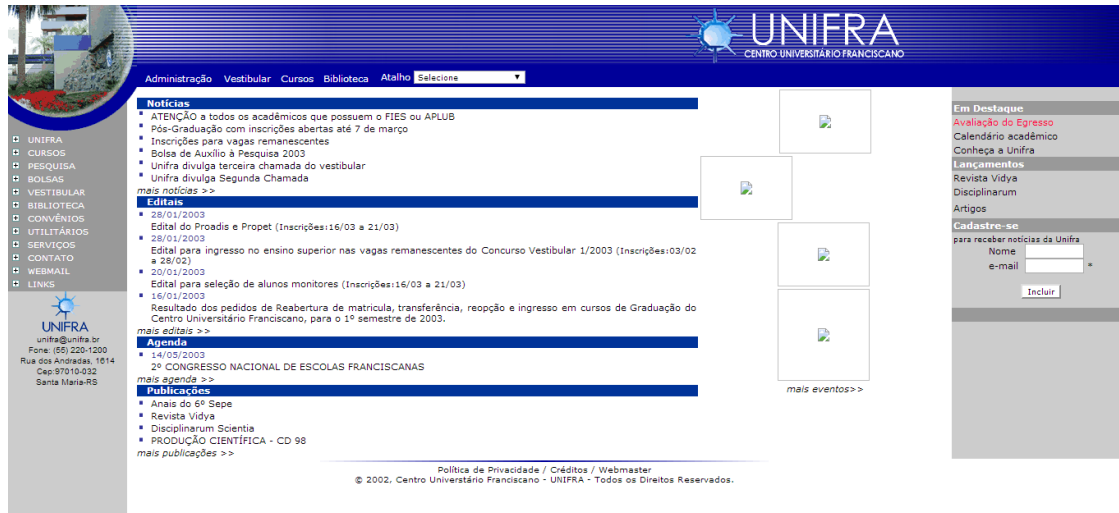 UNIFRA
CENTRO UNIVERSITÁRIO FRANCISCANO
Administração Vestibular Cursos Biblioteca Atalho Selecione
UNIFRA
CURSOS
PESQUISA
BOLSAS
VESTIBULAR
BIBLIOTECA
CONVÊNIOS
UTILITÁRIOS
SERVIÇOS
CONTATO
WEBMAIL
LINKS
UNIFRA
unifra@unifra.br
Fone: (55) 220-1200
Rua dos Andradas, 1614
Cep:97010-032
Santa Maria-RS
Notícias
ATENÇÃO a todos os acadêmicos que possuem o FIES ou APLUB
Pós-Graduação com inscrições abertas até 7 de março
Inscrições para vagas remanescentes
Bolsa de Auxílio à Pesquisa 2003
Unifra divulga terceira chamada do vestibular
Unifra divulga Segunda Chamada
mais notícias >>
Editais
28/01/2003
Edital do Proadis e Propet (Inscrições:16/03 a 21/03)
28/01/2003
Edital para ingresso no ensino superior nas vagas remanescentes do Concurso Vestibular 1/2003 (Inscrições:03/02
a 28/02)
20/01/2003
Edital para seleção de alunos monitores (Inscrições:16/03 a 21/03)
16/01/2003
Resultado dos pedidos de Reabertura de matricula, transferência, reopção e ingresso em cursos de Graduação do
Centro Universitário Franciscano, para o 1º semestre de 2003.
mais editais >>
Agenda
14/05/2003
2º CONGRESSO NACIONAL DE ESCOLAS FRANCISCANAS
mais agenda >>
Publicações
Anais do 6º Sepe
Revista Vidya
Disciplinarum Scientia
PRODUÇÃO CIENTÍFICA - CD 98
mais publicações >>
mais eventos>>
Em Destaque
Avaliação do Egresso
Calendário acadêmico
Conheça a Unifra
Lançamentos
Revista Vidya
Disciplinarum
Artigos
Cadastre-se
para receber notícias da Unifra
Nome
e-mail *
Incluir
Política de Privacidade / Créditos / Webmaster
© 2002, Centro Universtário Franciscano - UNIFRA - Todos os Direitos Reservados.